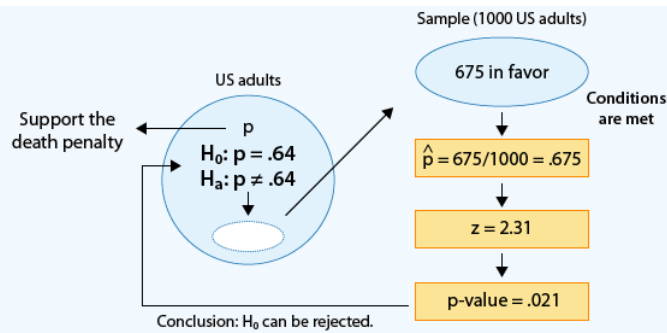 Sample (1000 US adults)
675 in favor
Conditions
are met
US adults
Support the
death penalty
p
H₀: p = .64
Hₐ: p ≠ .64
p̂ = 675/1000 = .675
z = 2.31
p-value = .021
Conclusion: H₀ can be rejected.